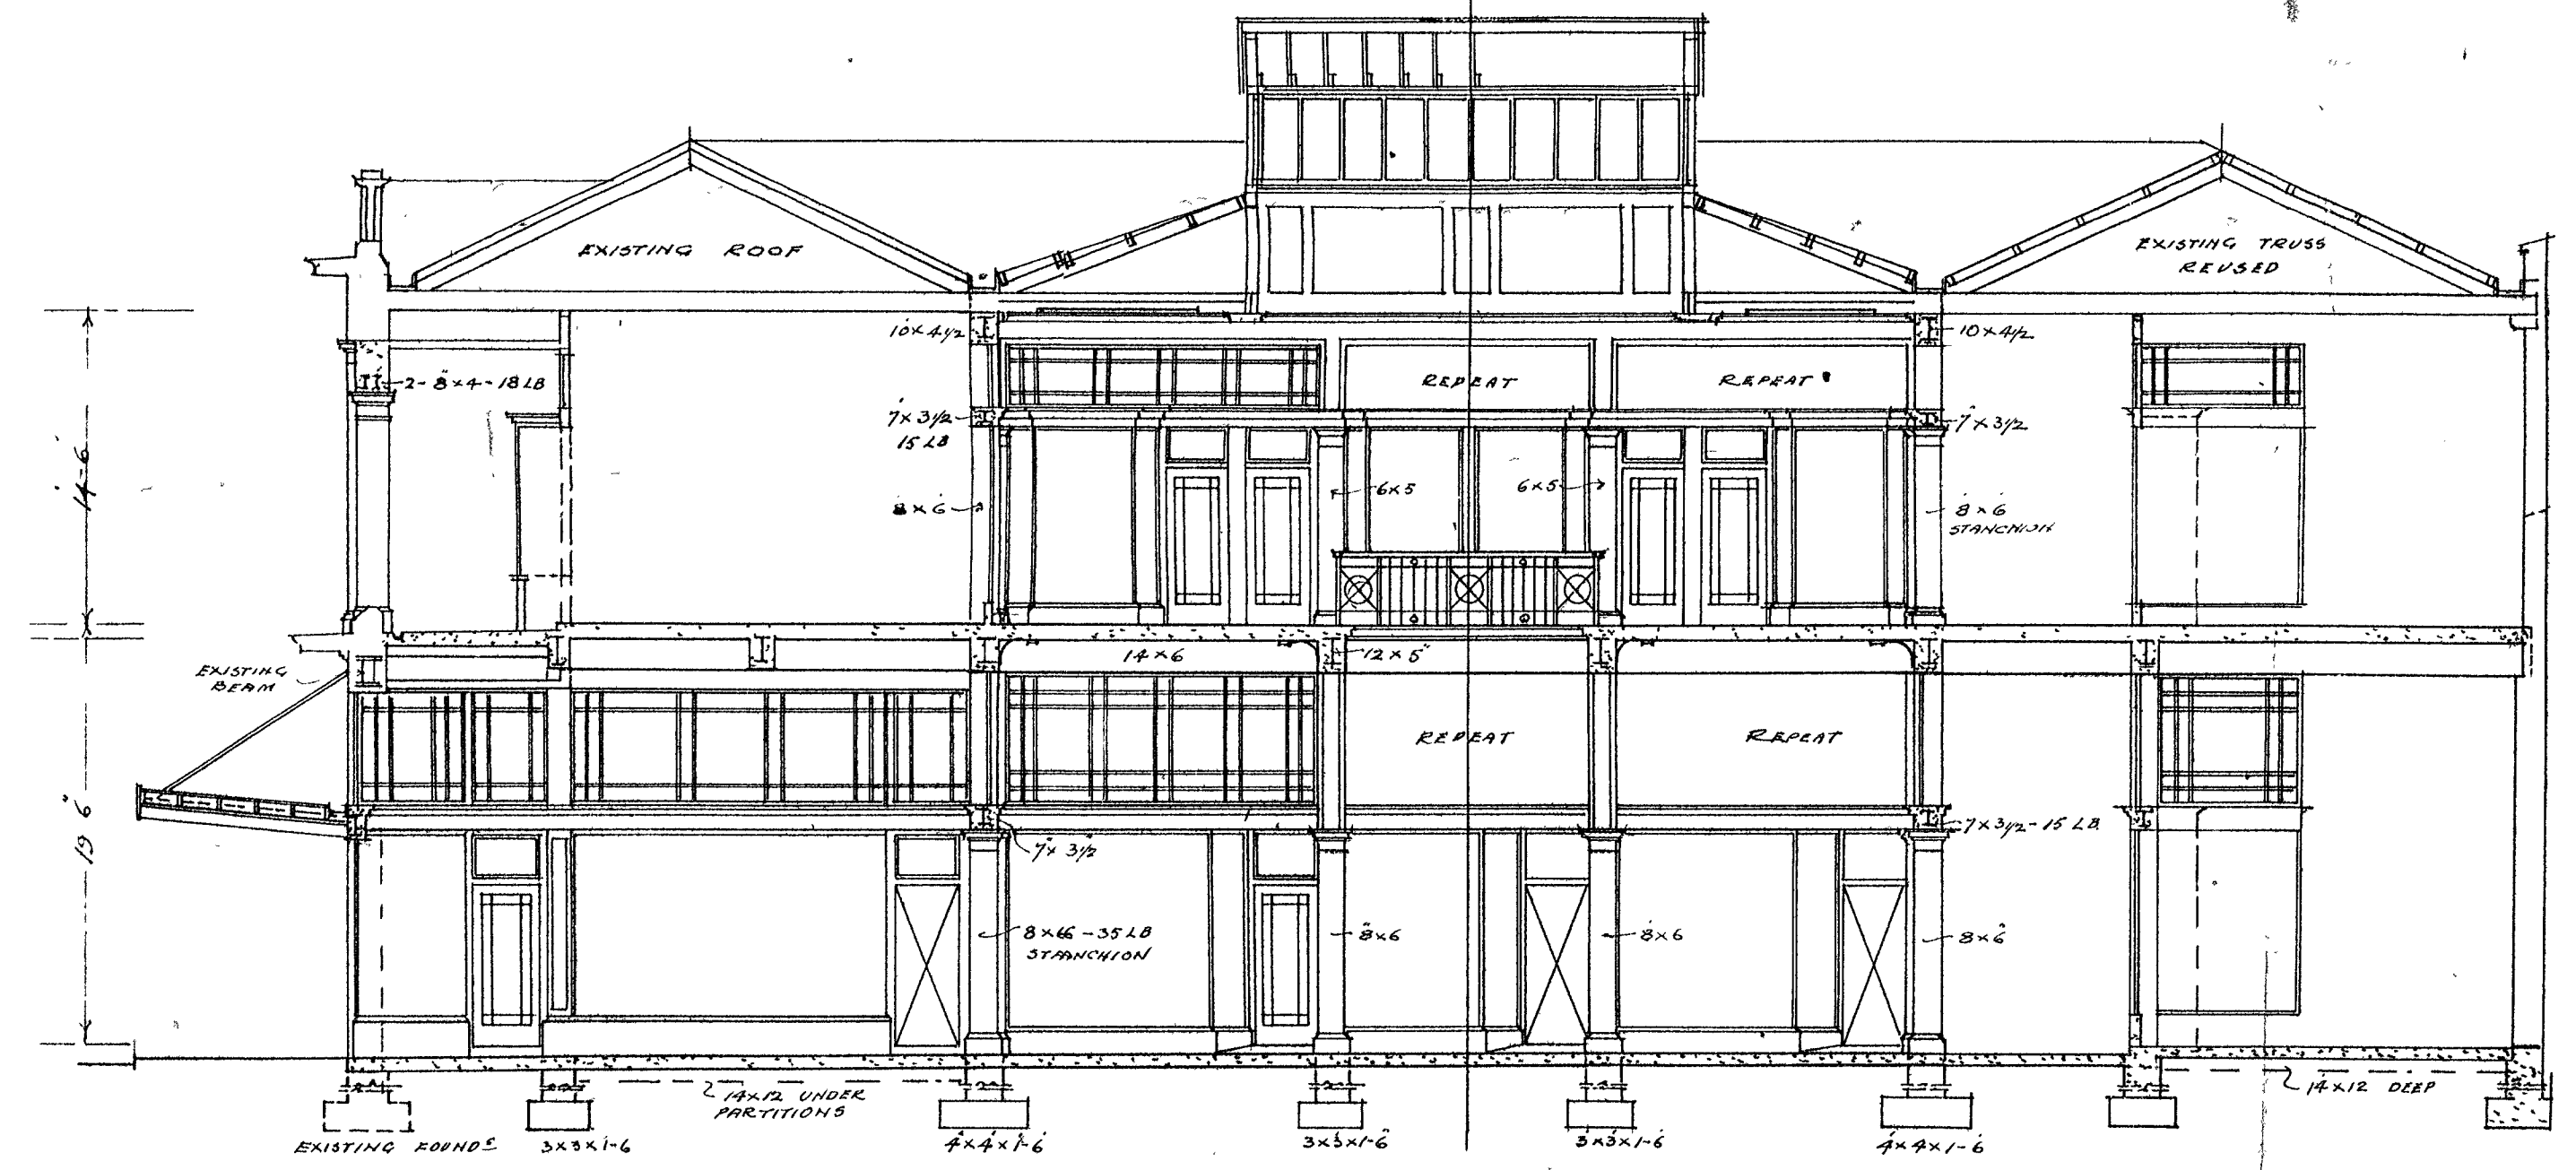 EXISTING ROOF
EXISTING TRUSS
REUSED
10×4½
10×4½
2-8"×4-18LB
REPEAT
REPEAT
7×3½
15 LB
7×3½
14-6"
8×6
6×5
6×5
8×6
STANCHION
EXISTING
BEAM
14×6
12×5"
REPEAT
REPEAT
19 6"
7×3½
7×3½-15 LB
8×66-35LB
STAANCHION
8"×6
8×6
8×6"
14×12 UNDER
PARTITIONS
14×12 DEEP
EXISTING FOUNDS
3×3×1-6
4×4×1-6
3×3×1-6"
3×3×1-6
4×4×1-6